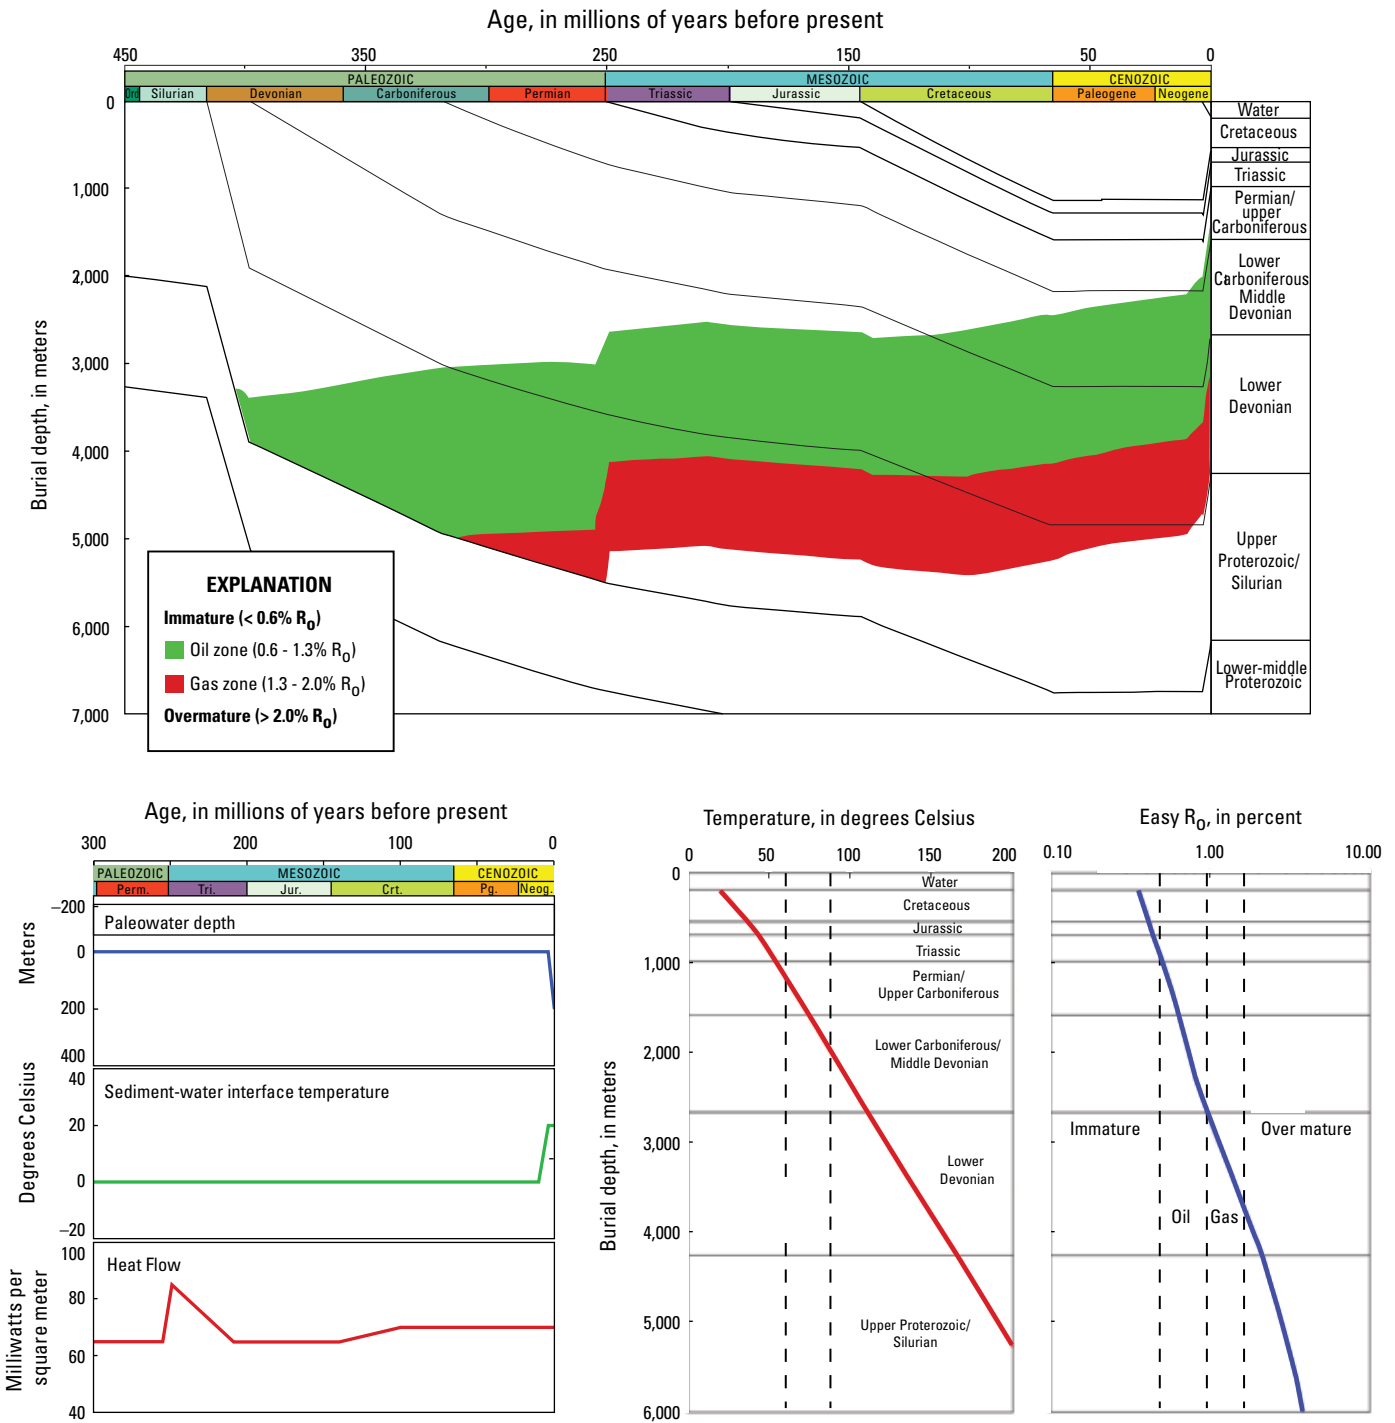 Age, in millions of years before present
450 350 250 150 50 0
PALEOZOIC MESOZOIC CENOZOIC
Ord Silurian Devonian Carboniferous Permian Triassic Jurassic Cretaceous Paleogene Neogene
Burial depth, in meters
0
1,000
2,000
3,000
4,000
5,000
6,000
7,000
Water
Cretaceous
Jurassic
Triassic
Permian/
upper
Carboniferous
Lower
Carboniferous
Middle
Devonian
Lower
Devonian
Upper
Proterozoic/
Silurian
Lower-middle
Proterozoic
EXPLANATION
Immature (< 0.6% R0)
Oil zone (0.6 - 1.3% R0)
Gas zone (1.3 - 2.0% R0)
Overmature (> 2.0% R0)
Age, in millions of years before present
300 200 100 0
PALEOZOIC MESOZOIC CENOZOIC
Perm. Tri. Jur. Crt. Pg. Neog.
Meters
–200
0
200
400
Paleowater depth
Degrees Celsius
40
20
0
–20
Sediment-water interface temperature
Milliwatts per
square meter
100
80
60
40
Heat Flow
Temperature, in degrees Celsius
0 50 100 150 200
Burial depth, in meters
0
1,000
2,000
3,000
4,000
5,000
6,000
Water
Cretaceous
Jurassic
Triassic
Permian/
Upper Carboniferous
Lower Carboniferous/
Middle Devonian
Lower
Devonian
Upper Proterozoic/
Silurian
Easy R0, in percent
0.10 1.00 10.00
Immature Over mature
Oil Gas